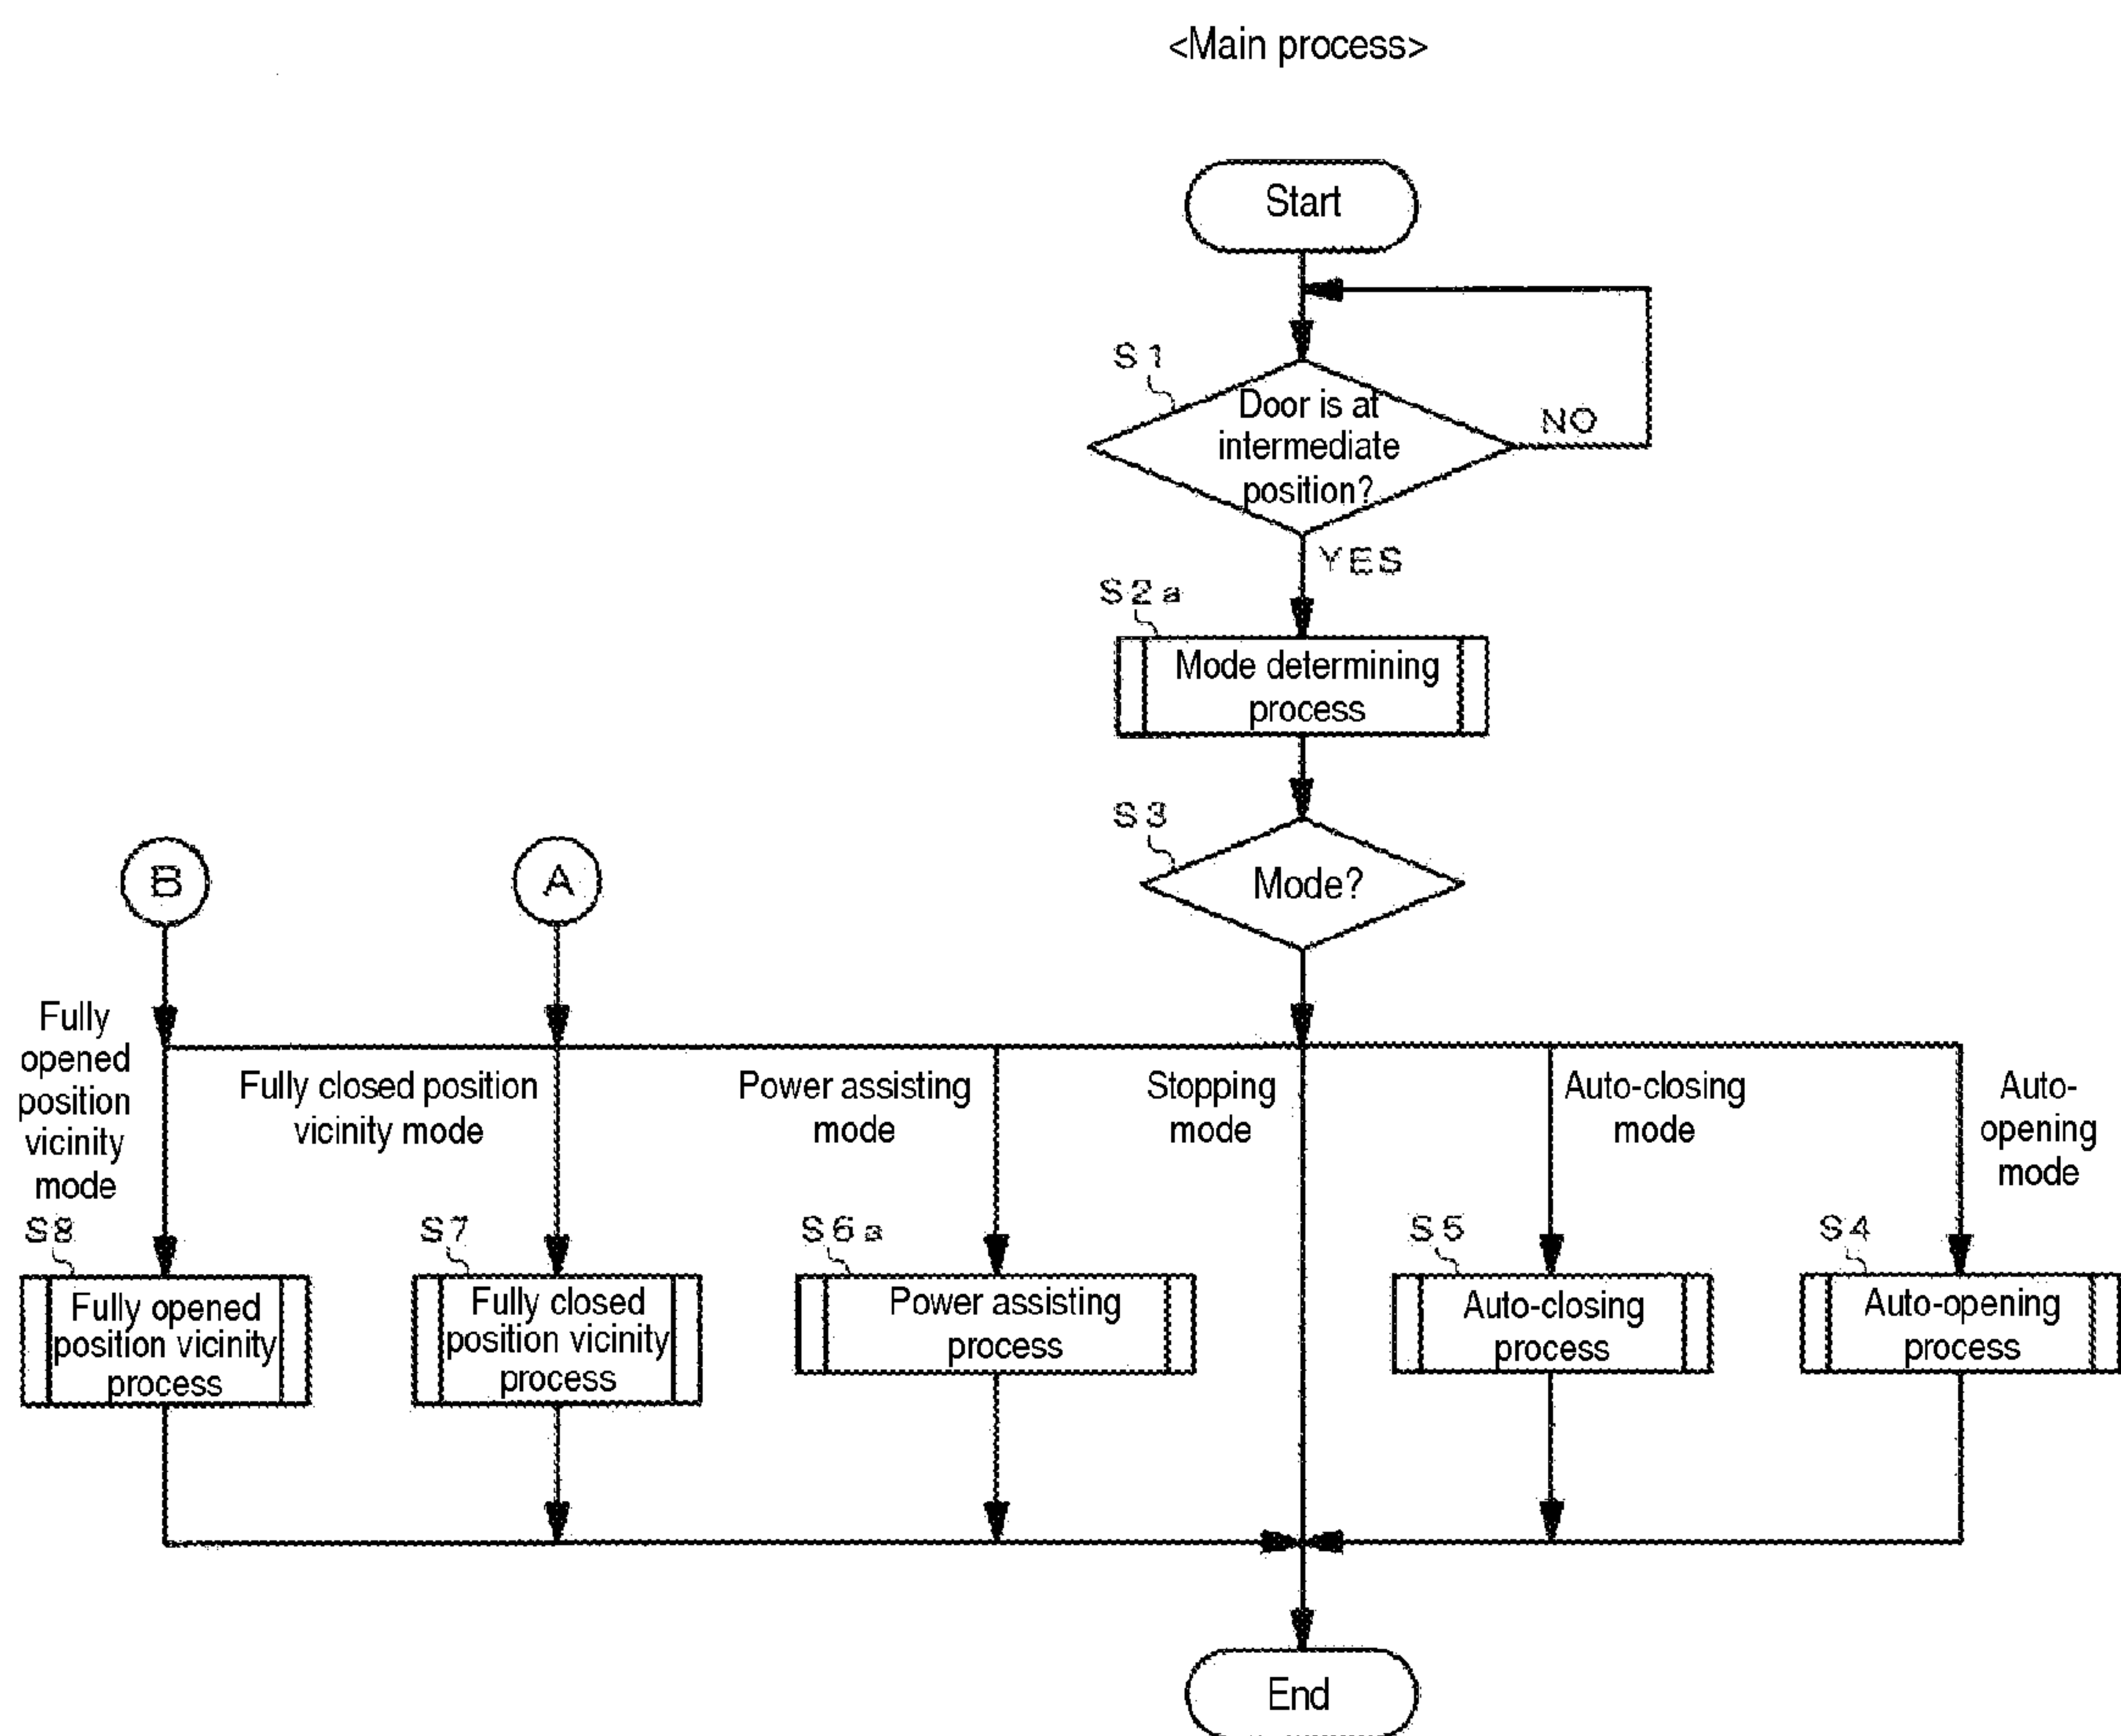 <Main process>
Start
S1
Door is at
intermediate
position?
NO
YES
S2a
Mode determining
process
S3
Mode?
B
A
Fully
opened
position
vicinity
mode
Fully closed position
vicinity mode
Power assisting
mode
Stopping
mode
Auto-closing
mode
Auto-
opening
mode
S8
Fully opened
position vicinity
process
S7
Fully closed
position vicinity
process
S6a
Power assisting
process
S5
Auto-closing
process
S4
Auto-opening
process
End